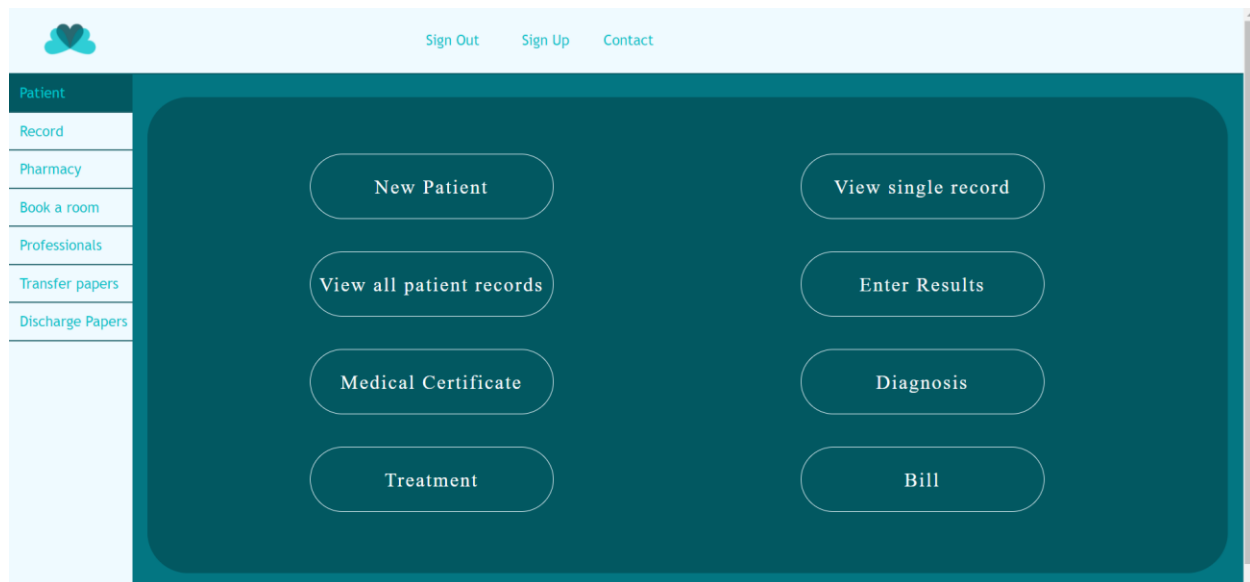 Sign Out
Sign Up
Contact
Patient
Record
Pharmacy
Book a room
Professionals
Transfer papers
Discharge Papers
New Patient
View single record
View all patient records
Enter Results
Medical Certificate
Diagnosis
Treatment
Bill